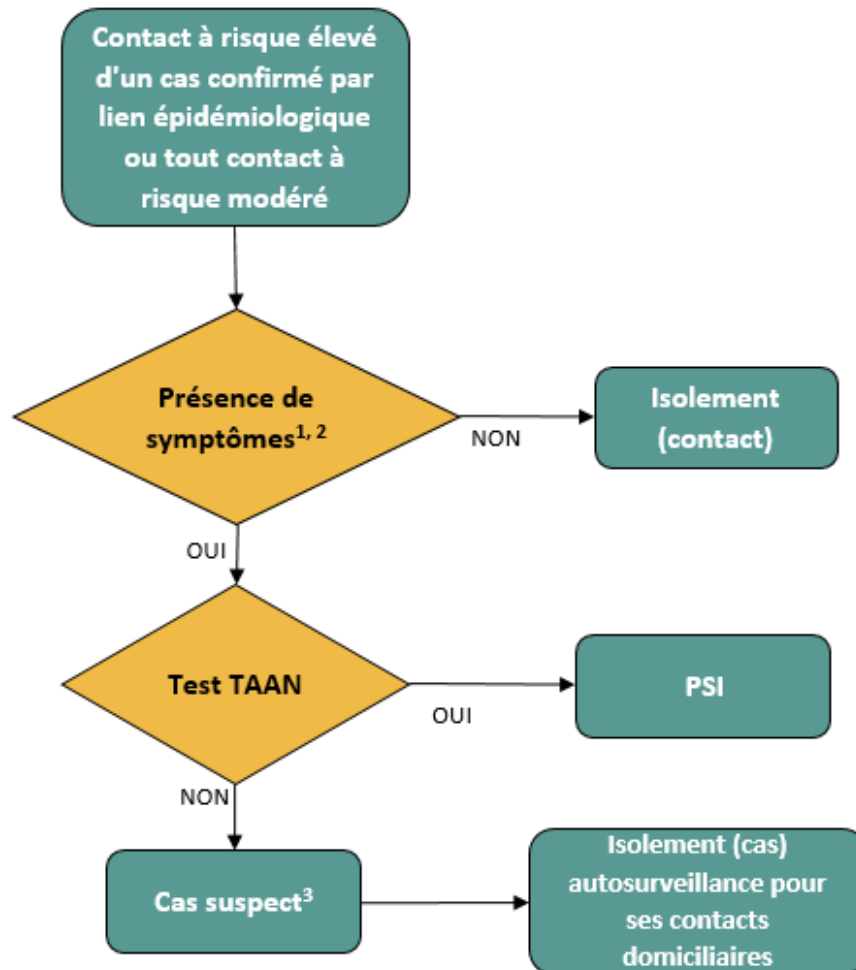 Contact à risque élevé
d'un cas confirmé par
lien épidémiologique
ou tout contact à
risque modéré
Présence de
symptômes1, 2
NON
Isolement
(contact)
OUI
Test TAAN
OUI
PSI
NON
Cas suspect3
Isolement (cas)
autosurveillance pour
ses contacts
domiciliaires